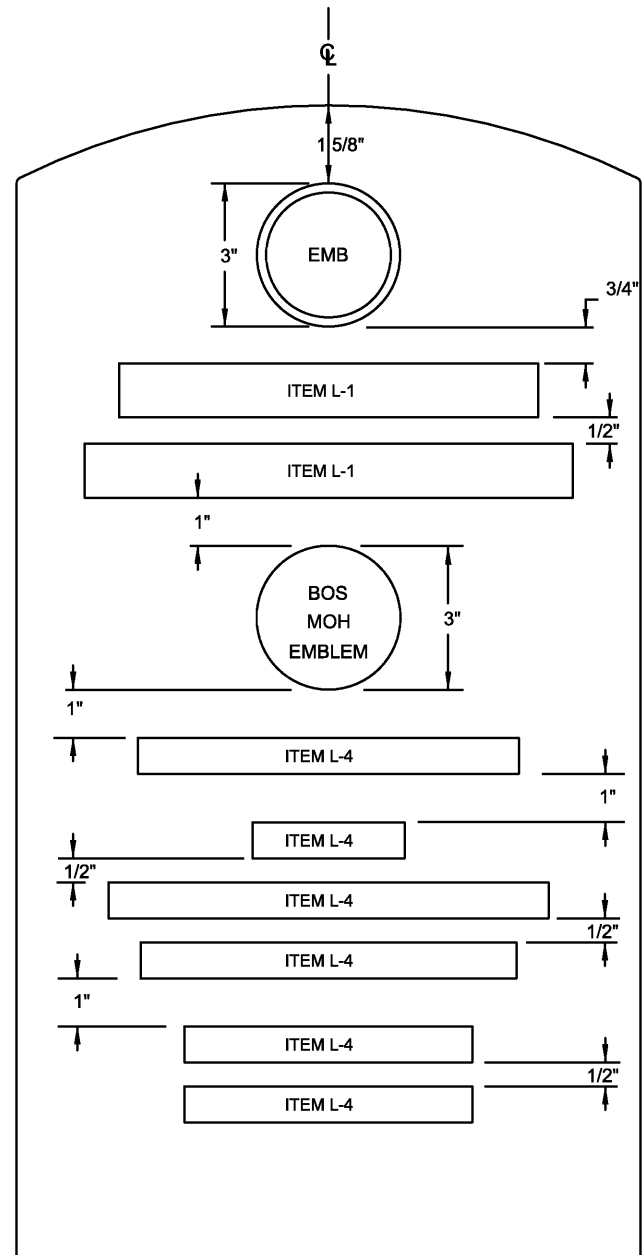 ℄
1 5/8"
3"
EMB
3/4"
ITEM L-1
1/2"
ITEM L-1
1"
BOS
MOH
EMBLEM
3"
1"
ITEM L-4
1"
ITEM L-4
1/2"
ITEM L-4
1/2"
ITEM L-4
1"
ITEM L-4
1/2"
ITEM L-4